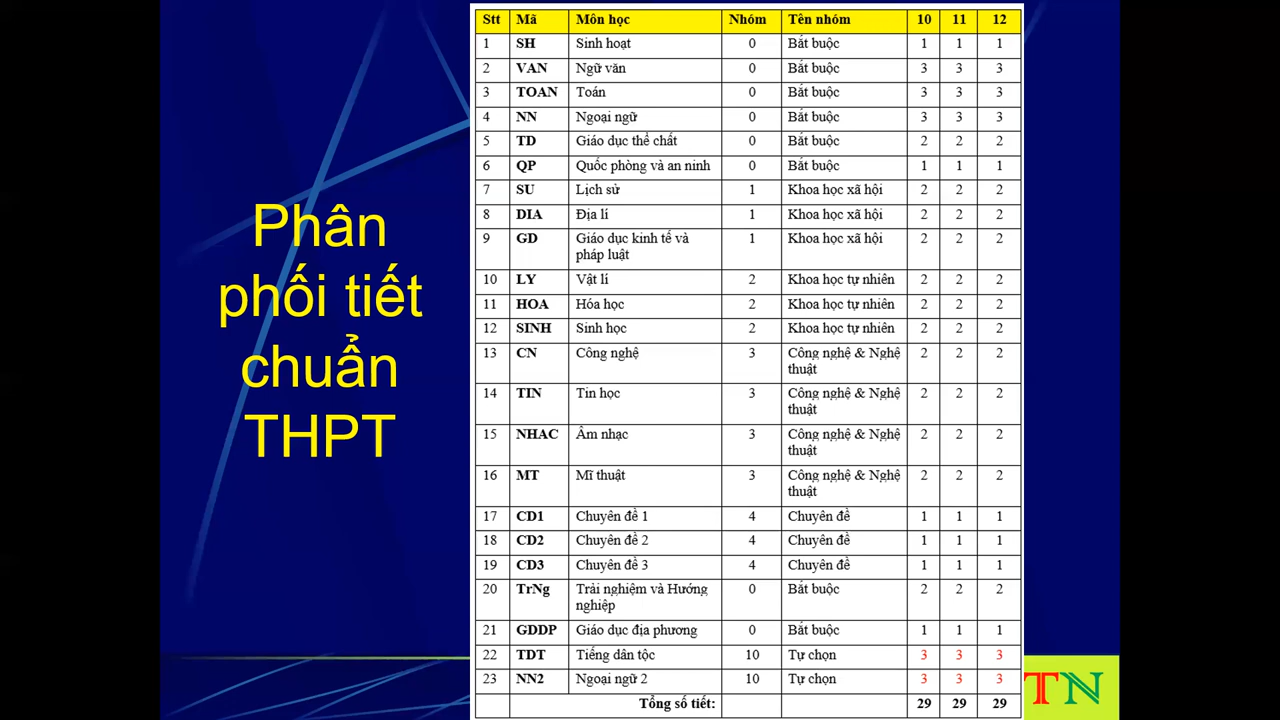 Phân
phối tiết
chuẩn
THPT
Stt Mã Môn học Nhóm Tên nhóm 10 11 12
1 SH Sinh hoạt 0 Bắt buộc 1 1 1
2 VAN Ngữ văn 0 Bắt buộc 3 3 3
3 TOAN Toán 0 Bắt buộc 3 3 3
4 NN Ngoại ngữ 0 Bắt buộc 3 3 3
5 TD Giáo dục thể chất 0 Bắt buộc 2 2 2
6 QP Quốc phòng và an ninh 0 Bắt buộc 1 1 1
7 SU Lịch sử 1 Khoa học xã hội 2 2 2
8 DIA Địa lí 1 Khoa học xã hội 2 2 2
9 GD Giáo dục kinh tế và 1 Khoa học xã hội 2 2 2
pháp luật
10 LY Vật lí 2 Khoa học tự nhiên 2 2 2
11 HOA Hóa học 2 Khoa học tự nhiên 2 2 2
12 SINH Sinh học 2 Khoa học tự nhiên 2 2 2
13 CN Công nghệ 3 Công nghệ & Nghệ 2 2 2
thuật
14 TIN Tin học 3 Công nghệ & Nghệ 2 2 2
thuật
15 NHAC Âm nhạc 3 Công nghệ & Nghệ 2 2 2
thuật
16 MT Mĩ thuật 3 Công nghệ & Nghệ 2 2 2
thuật
17 CD1 Chuyên đề 1 4 Chuyên đề 1 1 1
18 CD2 Chuyên đề 2 4 Chuyên đề 1 1 1
19 CD3 Chuyên đề 3 4 Chuyên đề 1 1 1
20 TrNg Trải nghiệm và Hướng 0 Bắt buộc 2 2 2
nghiệp
21 GDDP Giáo dục địa phương 0 Bắt buộc 1 1 1
22 TDT Tiếng dân tộc 10 Tự chọn 3 3 3
23 NN2 Ngoại ngữ 2 10 Tự chọn 3 3 3
Tổng số tiết: 29 29 29
TN